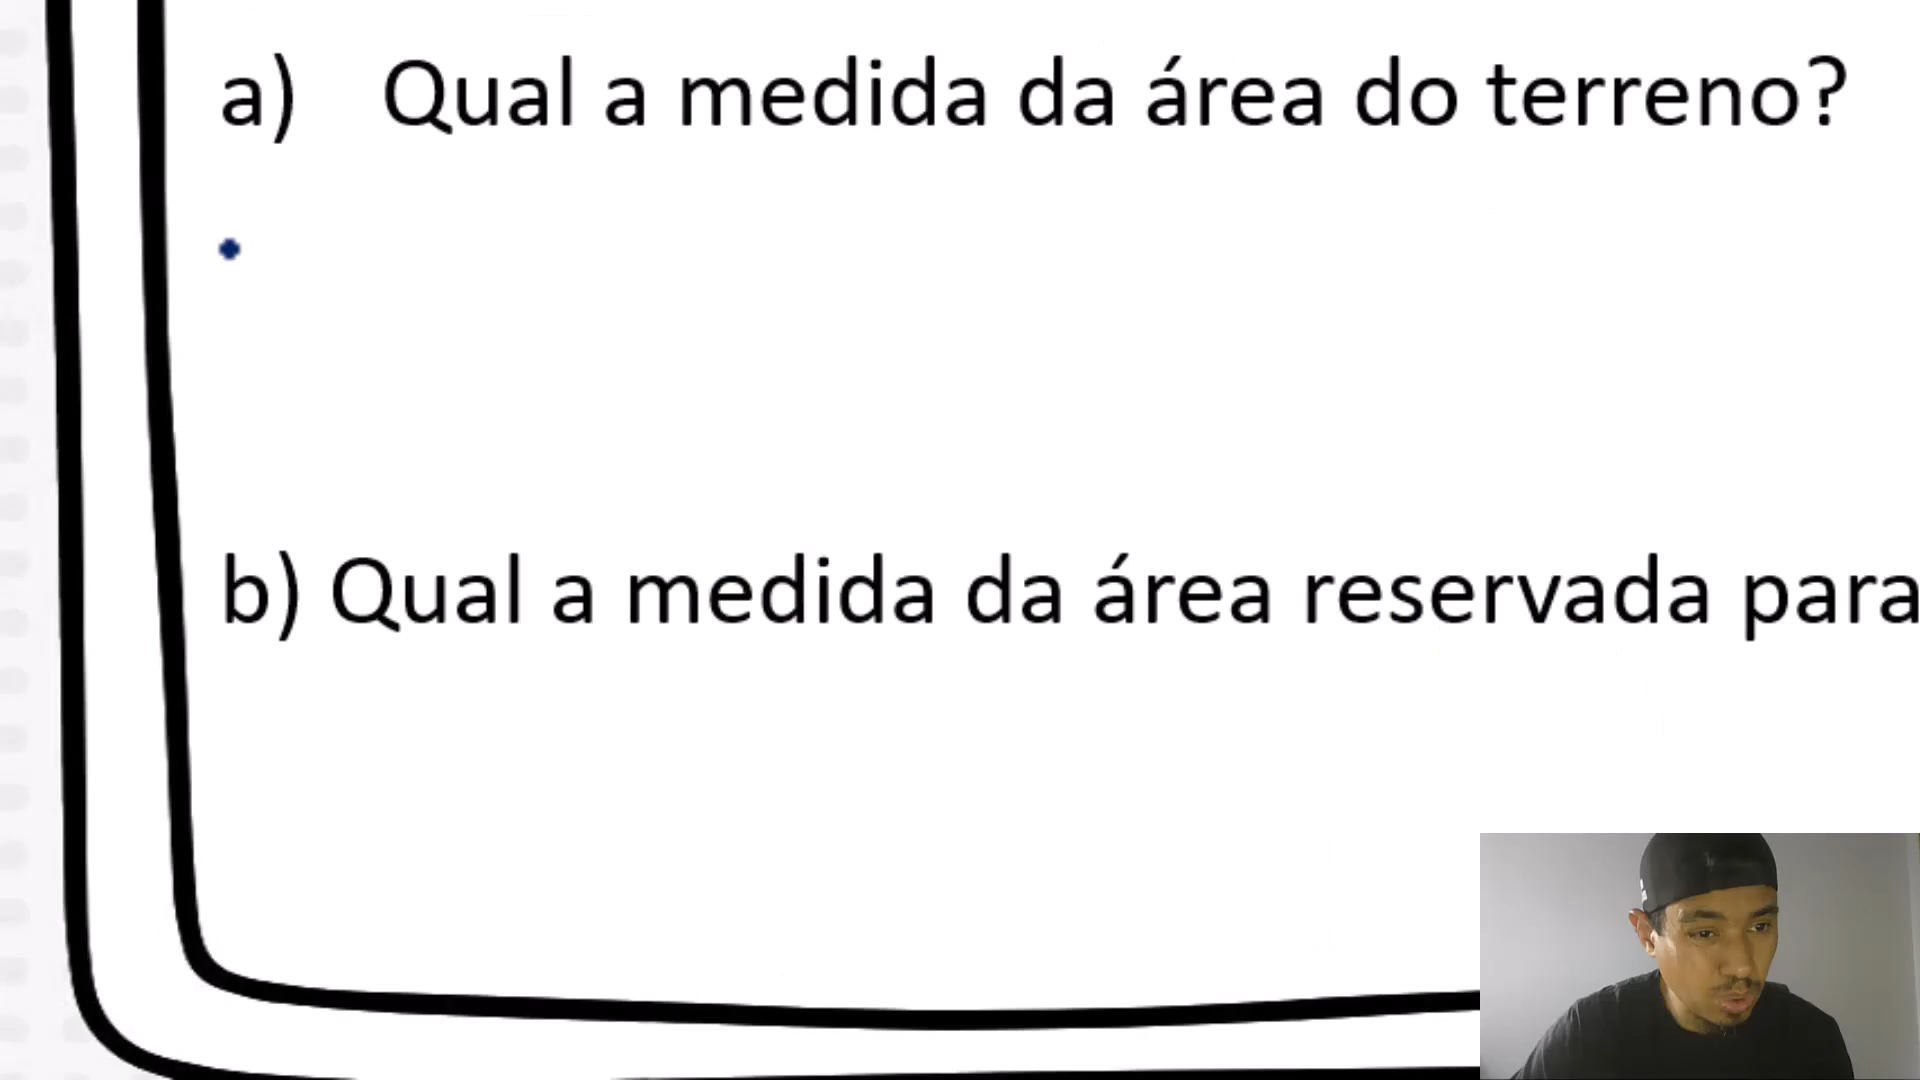 a) Qual a medida da área do terreno?
b) Qual a medida da área reservada para